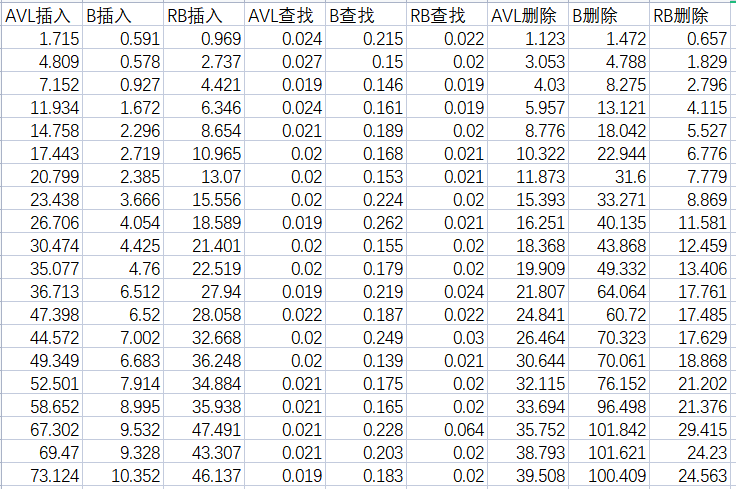 AVL插入 B插入 RB插入 AVL查找 B查找 RB查找 AVL删除 B删除 RB删除
1.715 0.591 0.969 0.024 0.215 0.022 1.123 1.472 0.657
4.809 0.578 2.737 0.027 0.15 0.02 3.053 4.788 1.829
7.152 0.927 4.421 0.019 0.146 0.019 4.03 8.275 2.796
11.934 1.672 6.346 0.024 0.161 0.019 5.957 13.121 4.115
14.758 2.296 8.654 0.021 0.189 0.02 8.776 18.042 5.527
17.443 2.719 10.965 0.02 0.168 0.021 10.322 22.944 6.776
20.799 2.385 13.07 0.02 0.153 0.021 11.873 31.6 7.779
23.438 3.666 15.556 0.02 0.224 0.02 15.393 33.271 8.869
26.706 4.054 18.589 0.019 0.262 0.021 16.251 40.135 11.581
30.474 4.425 21.401 0.02 0.155 0.02 18.368 43.868 12.459
35.077 4.76 22.519 0.02 0.179 0.02 19.909 49.332 13.406
36.713 6.512 27.94 0.019 0.219 0.024 21.807 64.064 17.761
47.398 6.52 28.058 0.022 0.187 0.022 24.841 60.72 17.485
44.572 7.002 32.668 0.02 0.249 0.03 26.464 70.323 17.629
49.349 6.683 36.248 0.02 0.139 0.021 30.644 70.061 18.868
52.501 7.914 34.884 0.021 0.175 0.02 32.115 76.152 21.202
58.652 8.995 35.938 0.021 0.165 0.02 33.694 96.498 21.376
67.302 9.532 47.491 0.021 0.228 0.064 35.752 101.842 29.415
69.47 9.328 43.307 0.021 0.203 0.02 38.793 101.621 24.23
73.124 10.352 46.137 0.019 0.183 0.02 39.508 100.409 24.563